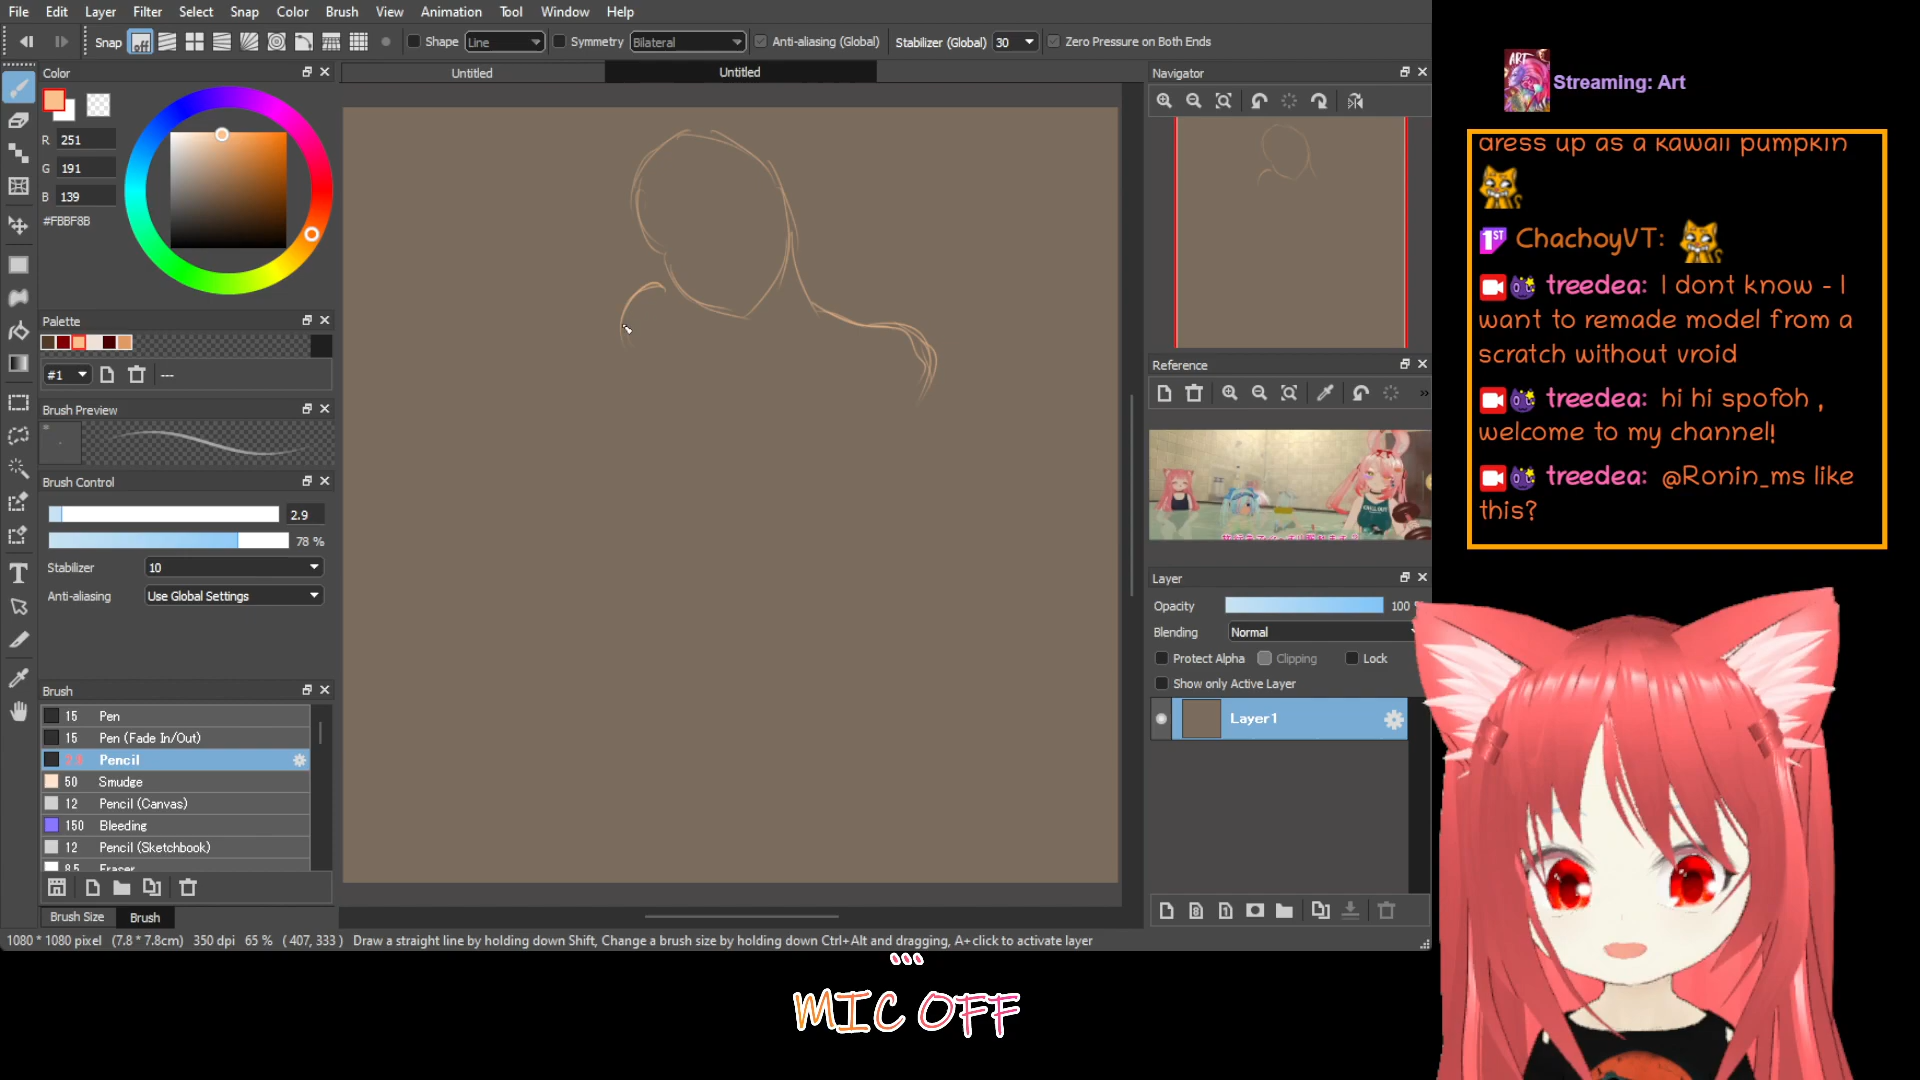 File Edit Layer Filter Select Snap Color Brush View Animation Tool Window Help
Snap off Shape Line Symmetry Bilateral Anti-aliasing (Global) Stabilizer (Global) 30 Zero Pressure on Both Ends
Color
R 251
G 191
B 139
#FBBF8B
Palette
#1 ---
Brush Preview
Brush Control
2.9
78 %
Stabilizer 10
Anti-aliasing Use Global Settings
Brush
15 Pen
15 Pen (Fade In/Out)
Pencil
50 Smudge
12 Pencil (Canvas)
150 Bleeding
12 Pencil (Sketchbook)
8.5 Eraser
Brush Size Brush
Untitled Untitled
Navigator
Reference
CHILL OUT
Layer
Opacity 100
Blending Normal
Protect Alpha Clipping Lock
Show only Active Layer
Layer1
1080 * 1080 pixel (7.8 * 7.8cm) 350 dpi 65 % ( 407, 333 ) Draw a straight line by holding down Shift, Change a brush size by holding down Ctrl+Alt and dragging, A+click to activate layer
MIC OFF
ART
Streaming: Art
dress up as a kawaii pumpkin
1ST ChachoyVT:
treedea: I dont know - I
want to remade model from a
scratch without vroid
treedea: hi hi spofoh ,
welcome to my channel!
treedea: @Ronin_ms like
this?